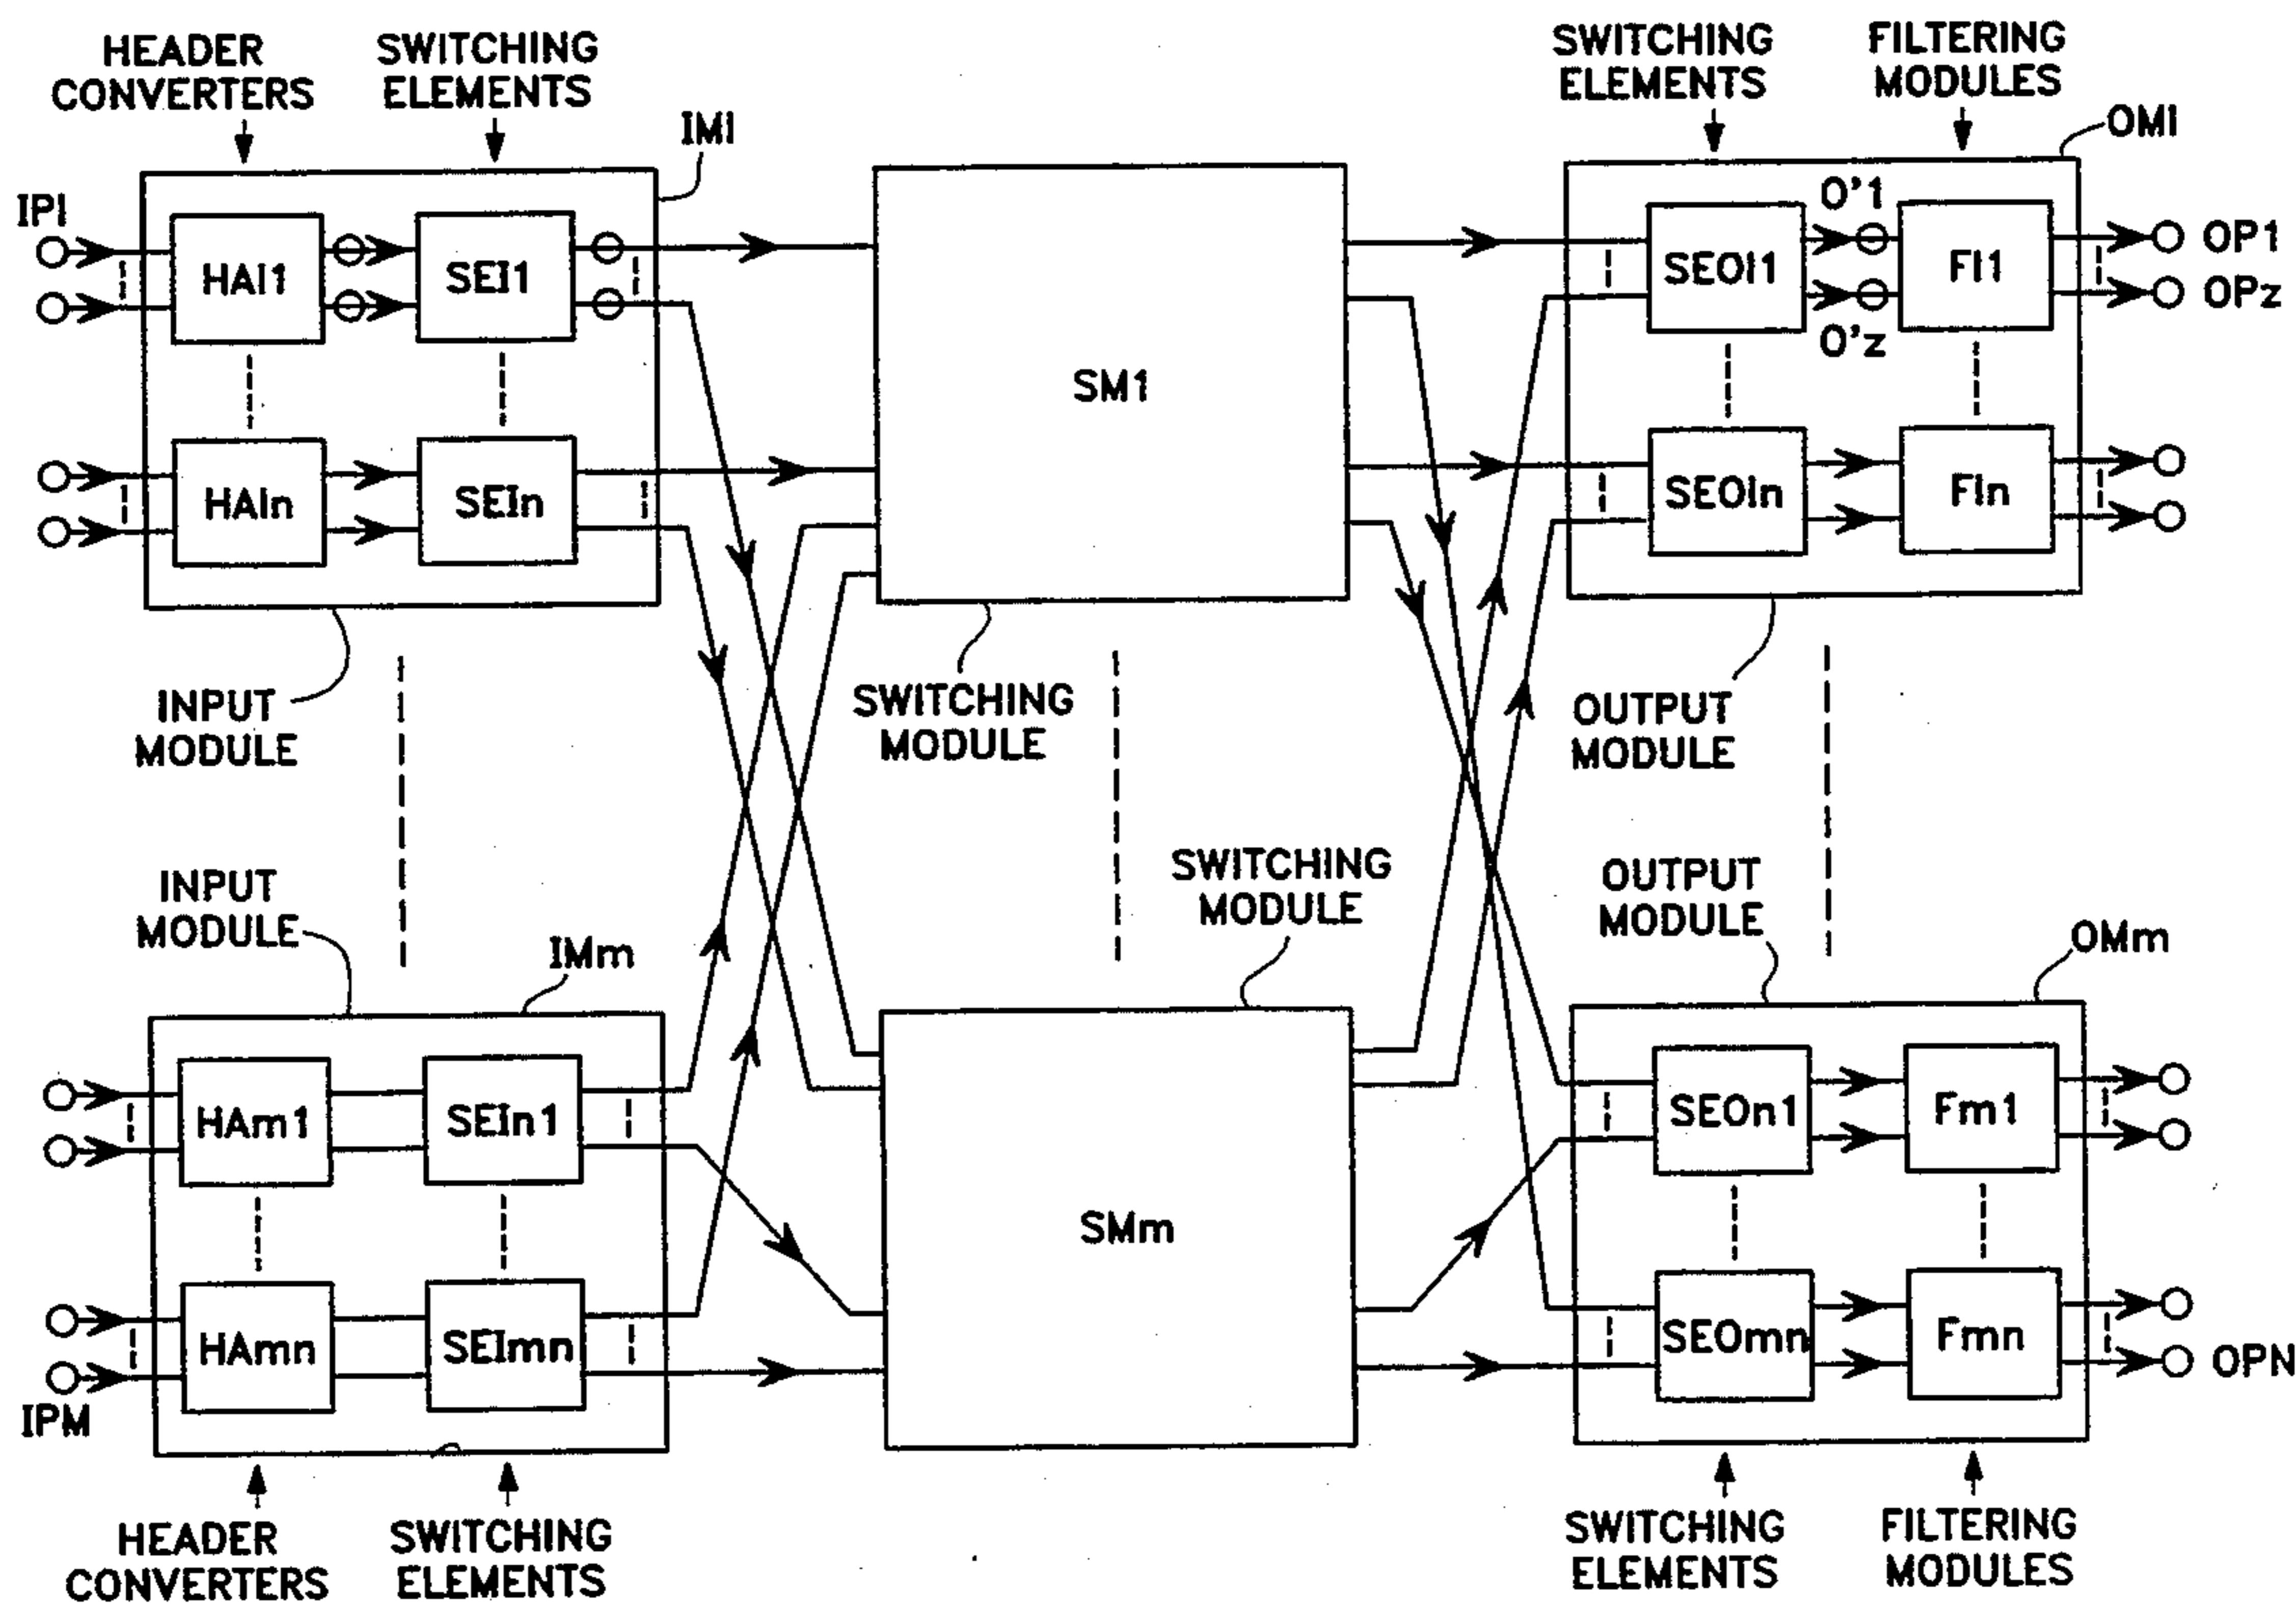 HEADER
CONVERTERS
SWITCHING
ELEMENTS
SWITCHING
ELEMENTS
FILTERING
MODULES
IMI
OMI
IPI
HAI1
SEI1
SM1
SEOI1
O'1
O'z
FI1
OP1
OPz
HAIn
SEIn
SEOIn
FIn
INPUT
MODULE
SWITCHING
MODULE
OUTPUT
MODULE
INPUT
MODULE
IMm
SWITCHING
MODULE
OUTPUT
MODULE
OMm
HAm1
SEIn1
SMm
SEOn1
Fm1
HAmn
SEImn
SEOmn
Fmn
OPN
IPM
HEADER
CONVERTERS
SWITCHING
ELEMENTS
SWITCHING
ELEMENTS
FILTERING
MODULES